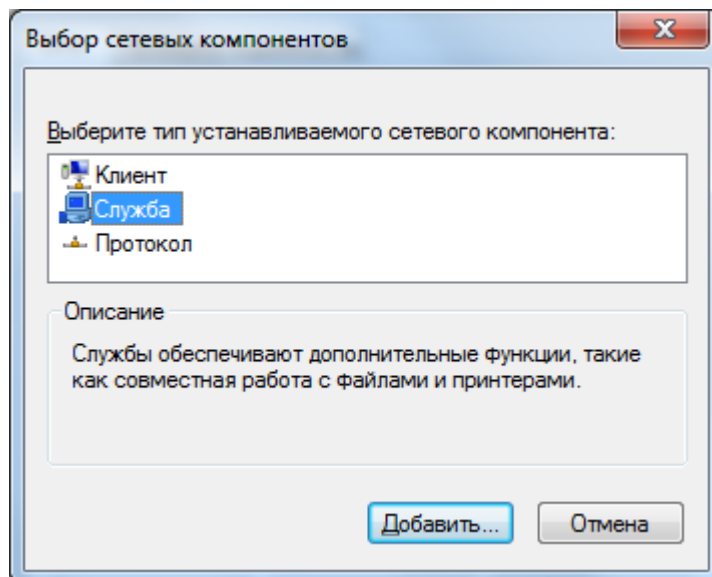 Выбор сетевых компонентов
Выберите тип устанавливаемого сетевого компонента:
Клиент
Служба
Протокол
Описание
Службы обеспечивают дополнительные функции, такие
как совместная работа с файлами и принтерами.
Добавить... Отмена